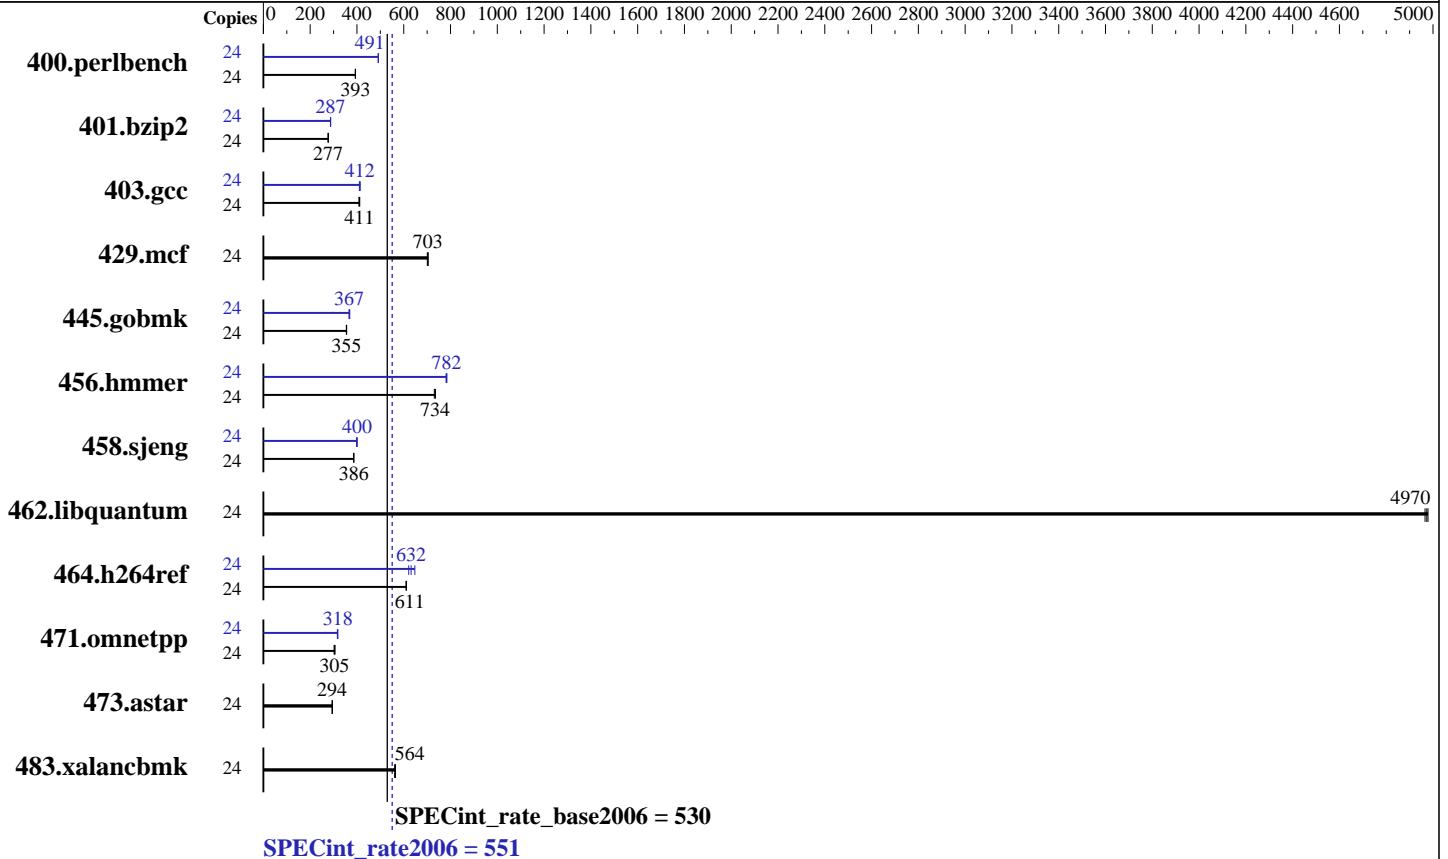 Copies 0 200 400 600 800 1000 1200 1400 1600 1800 2000 2200 2400 2600 2800 3000 3200 3400 3600 3800 4000 4200 4400 4600 5000
400.perlbench 24 491
24 393
401.bzip2 24 287
24 277
403.gcc 24 412
24 411
429.mcf 24 703
445.gobmk 24 367
24 355
456.hmmer 24 782
24 734
458.sjeng 24 400
24 386
462.libquantum 24 4970
464.h264ref 24 632
24 611
471.omnetpp 24 318
24 305
473.astar 24 294
483.xalancbmk 24 564
SPECint_rate_base2006 = 530
SPECint_rate2006 = 551